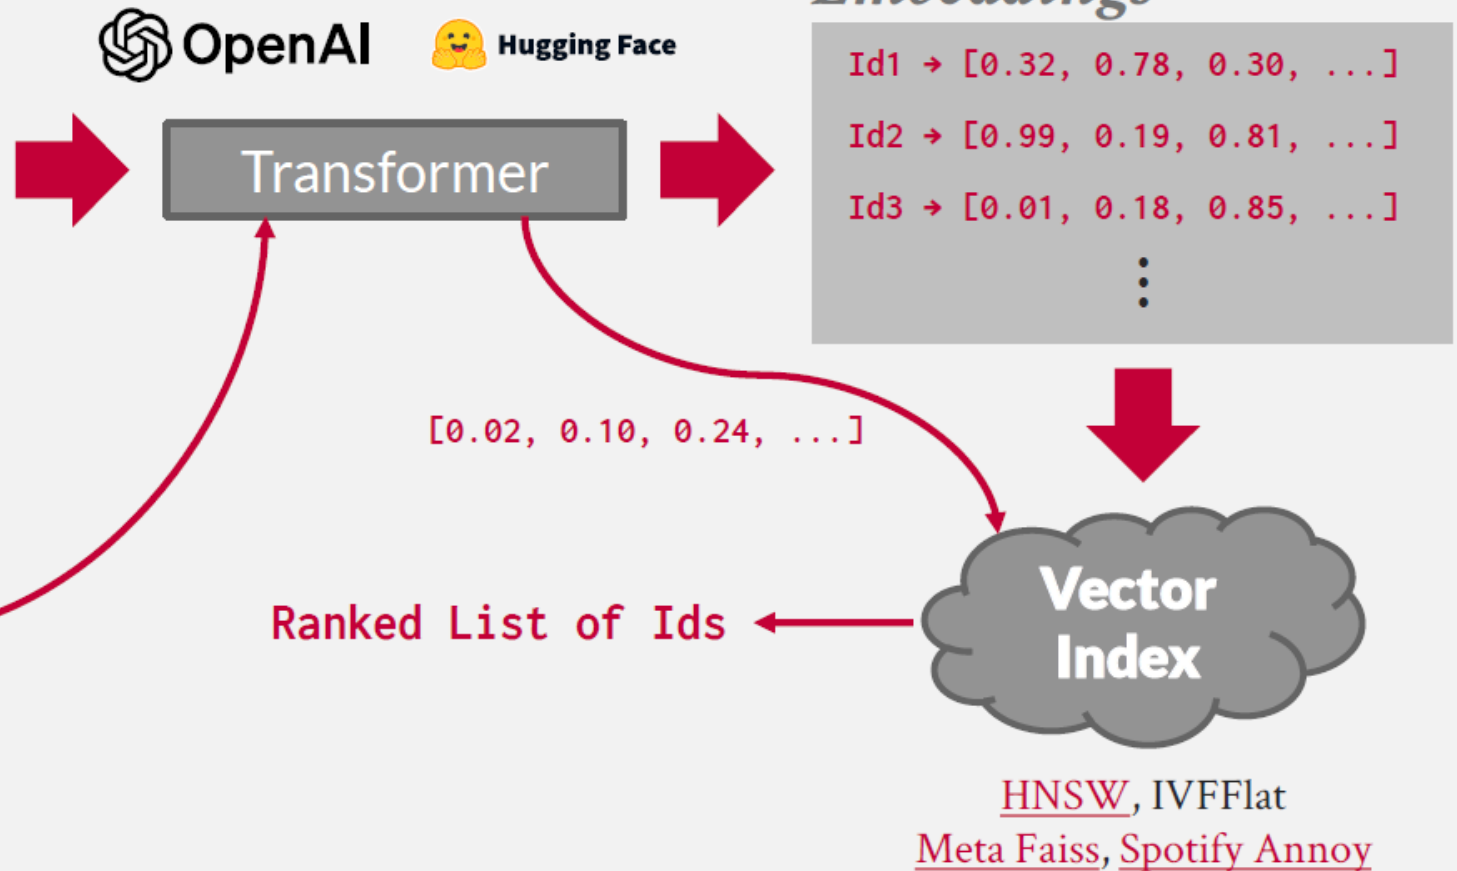 Embeddings
OpenAI
Hugging Face
Transformer
Id1 → [0.32, 0.78, 0.30, ...]
Id2 → [0.99, 0.19, 0.81, ...]
Id3 → [0.01, 0.18, 0.85, ...]
[0.02, 0.10, 0.24, ...]
Ranked List of Ids
Vector
Index
HNSW, IVFFlat
Meta Faiss, Spotify Annoy